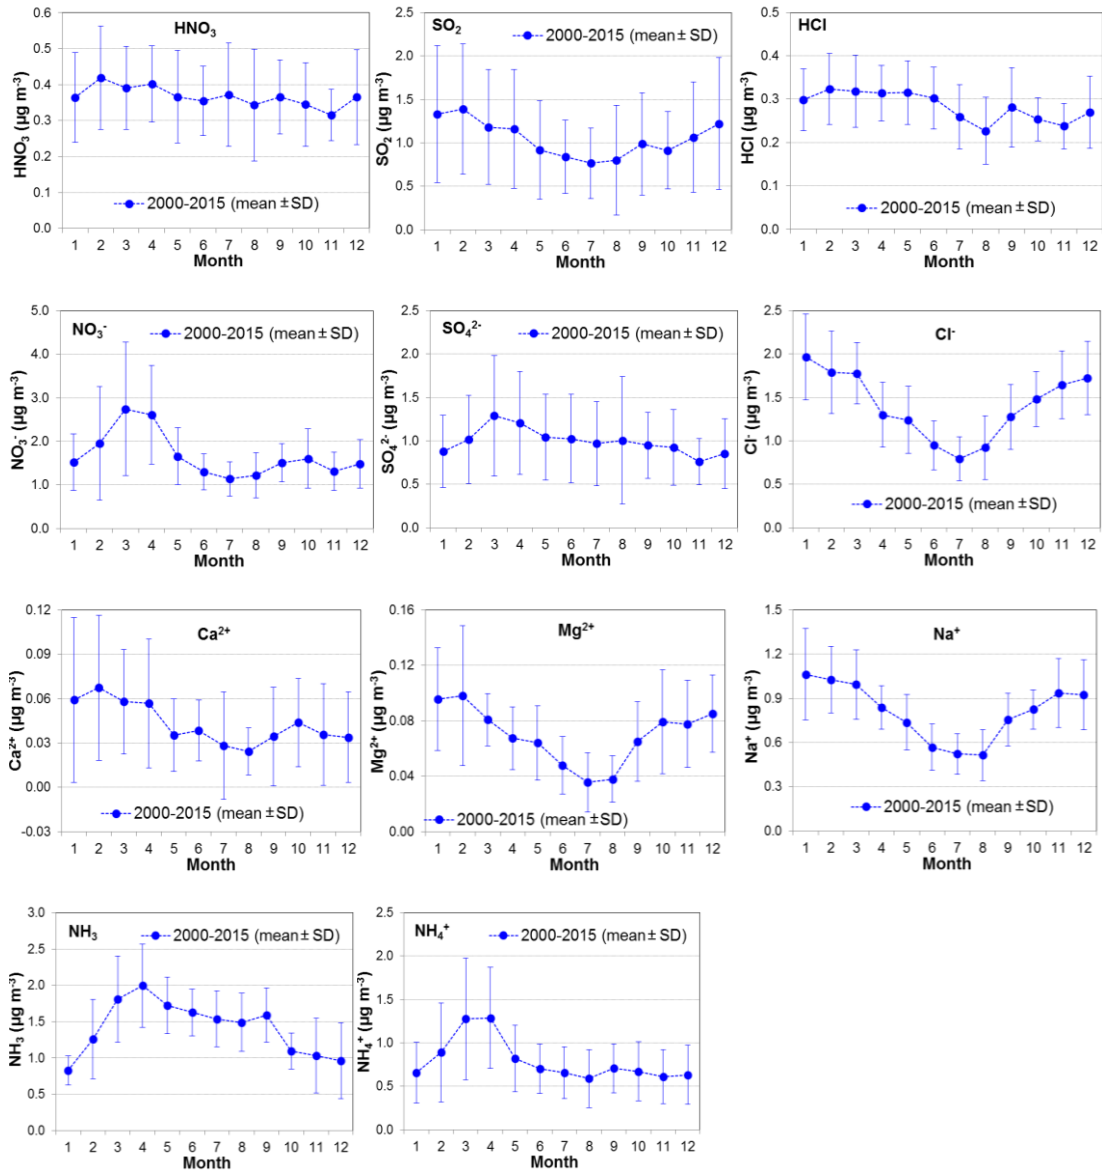 HNO₃
2000-2015 (mean ± SD)
HNO₃ (µg m⁻³)
0.6
0.5
0.4
0.3
0.2
0.1
0.0
1 2 3 4 5 6 7 8 9 10 11 12
Month
SO₂
2000-2015 (mean ± SD)
SO₂ (µg m⁻³)
2.5
2.0
1.5
1.0
0.5
0.0
1 2 3 4 5 6 7 8 9 10 11 12
Month
HCl
2000-2015 (mean ± SD)
HCl (µg m⁻³)
0.5
0.4
0.3
0.2
0.1
0.0
1 2 3 4 5 6 7 8 9 10 11 12
Month
NO₃⁻
2000-2015 (mean ± SD)
NO₃⁻ (µg m⁻³)
5.0
4.0
3.0
2.0
1.0
0.0
1 2 3 4 5 6 7 8 9 10 11 12
Month
SO₄²⁻
2000-2015 (mean ± SD)
SO₄²⁻ (µg m⁻³)
2.5
2.0
1.5
1.0
0.5
0.0
1 2 3 4 5 6 7 8 9 10 11 12
Month
Cl⁻
2000-2015 (mean ± SD)
Cl⁻ (µg m⁻³)
2.5
2.0
1.5
1.0
0.5
0.0
1 2 3 4 5 6 7 8 9 10 11 12
Month
Ca²⁺
2000-2015 (mean ± SD)
Ca²⁺ (µg m⁻³)
0.12
0.09
0.06
0.03
0.00
-0.03
1 2 3 4 5 6 7 8 9 10 11 12
Month
Mg²⁺
2000-2015 (mean ± SD)
Mg²⁺ (µg m⁻³)
0.16
0.12
0.08
0.04
0.00
1 2 3 4 5 6 7 8 9 10 11 12
Month
Na⁺
2000-2015 (mean ± SD)
Na⁺ (µg m⁻³)
1.5
1.2
0.9
0.6
0.3
0.0
1 2 3 4 5 6 7 8 9 10 11 12
Month
NH₃
2000-2015 (mean ± SD)
NH₃ (µg m⁻³)
3.0
2.5
2.0
1.5
1.0
0.5
0.0
1 2 3 4 5 6 7 8 9 10 11 12
Month
NH₄⁺
2000-2015 (mean ± SD)
NH₄⁺ (µg m⁻³)
2.5
2.0
1.5
1.0
0.5
0.0
1 2 3 4 5 6 7 8 9 10 11 12
Month